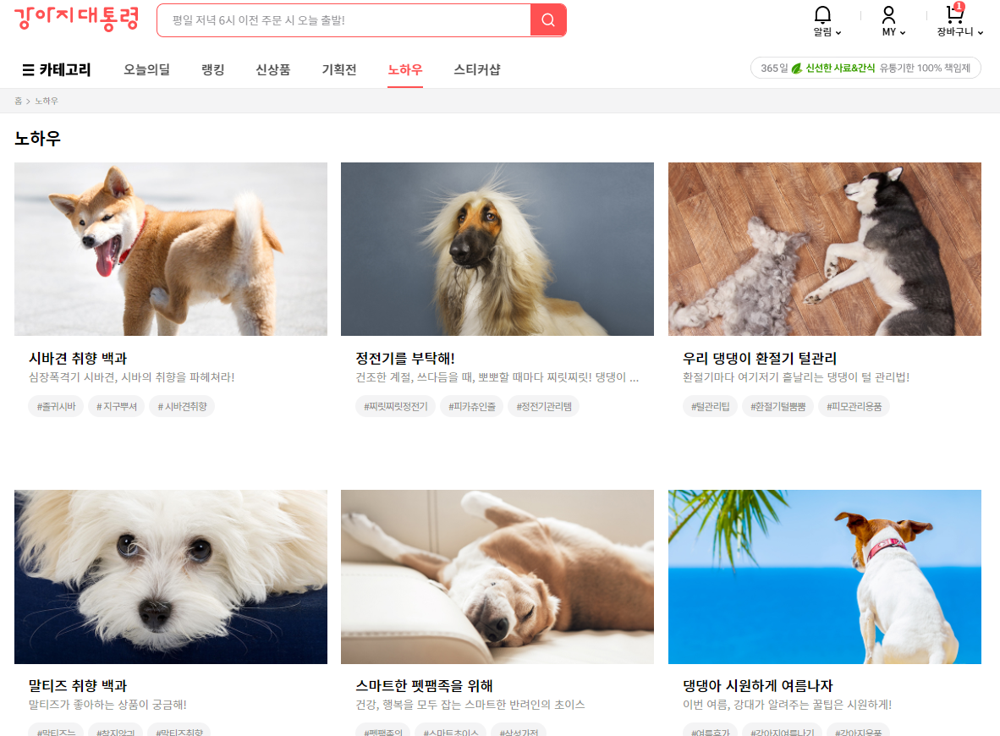 강아지대통령
평일 저녁 6시 이전 주문 시 오늘 출발!
알림
MY
1
장바구니
카테고리
오늘의딜
랭킹
신상품
기획전
노하우
스티커샵
365일 신선한 사료&간식 유통기한 100% 책임제
홈 > 노하우
노하우
시바견 취향 백과
심장폭격기 시바견, 시바의 취향을 파헤쳐라!
#졸귀시바 # 지구뿌셔 # 시바견취향
정전기를 부탁해!
건조한 계절, 쓰다듬을 때, 뽀뽀할 때마다 찌릿찌릿! 댕댕이 ...
#찌릿찌릿정전기 #피카츄인줄 #정전기관리템
우리 댕댕이 환절기 털관리
환절기마다 여기저기 흩날리는 댕댕이 털 관리법!
#털관리팁 #환절기털뿜뿜 #피모관리용품
말티즈 취향 백과
말티즈가 좋아하는 상품이 궁금해!
#말티즈는 #참지않긔 #말티즈취향
스마트한 펫팸족을 위해
건강, 행복을 모두 잡는 스마트한 반려인의 초이스
#펫팸족의 #스마트초이스 #삼성가전
댕댕아 시원하게 여름나자
이번 여름, 강대가 알려주는 꿀팁은 시원하게!
#여름휴가 #강아지여름나기 #강아지용품